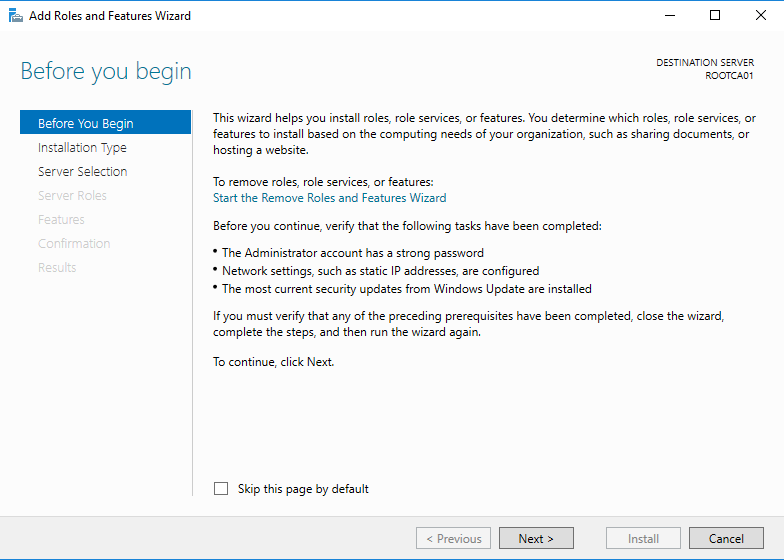 Add Roles and Features Wizard
Before you begin
DESTINATION SERVER
ROOTCA01
Before You Begin
Installation Type
Server Selection
Server Roles
Features
Confirmation
Results
This wizard helps you install roles, role services, or features. You determine which roles, role services, or
features to install based on the computing needs of your organization, such as sharing documents, or
hosting a website.
To remove roles, role services, or features:
Start the Remove Roles and Features Wizard
Before you continue, verify that the following tasks have been completed:
• The Administrator account has a strong password
• Network settings, such as static IP addresses, are configured
• The most current security updates from Windows Update are installed
If you must verify that any of the preceding prerequisites have been completed, close the wizard,
complete the steps, and then run the wizard again.
To continue, click Next.
Skip this page by default
< Previous
Next >
Install
Cancel